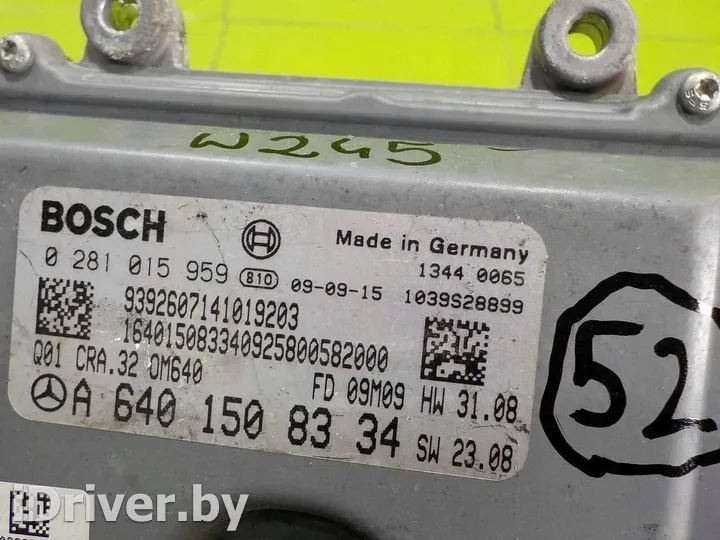 W245
BOSCH
Made in Germany
0 281 015 959 810 09-09-15
1344 0065
1039S28899
9392607141019203
164015083340925800582000
Q01 CRA.32 OM640
FD 09M09 HW 31.08
A 640 150 83 34 SW 23.08
52
Driver.by